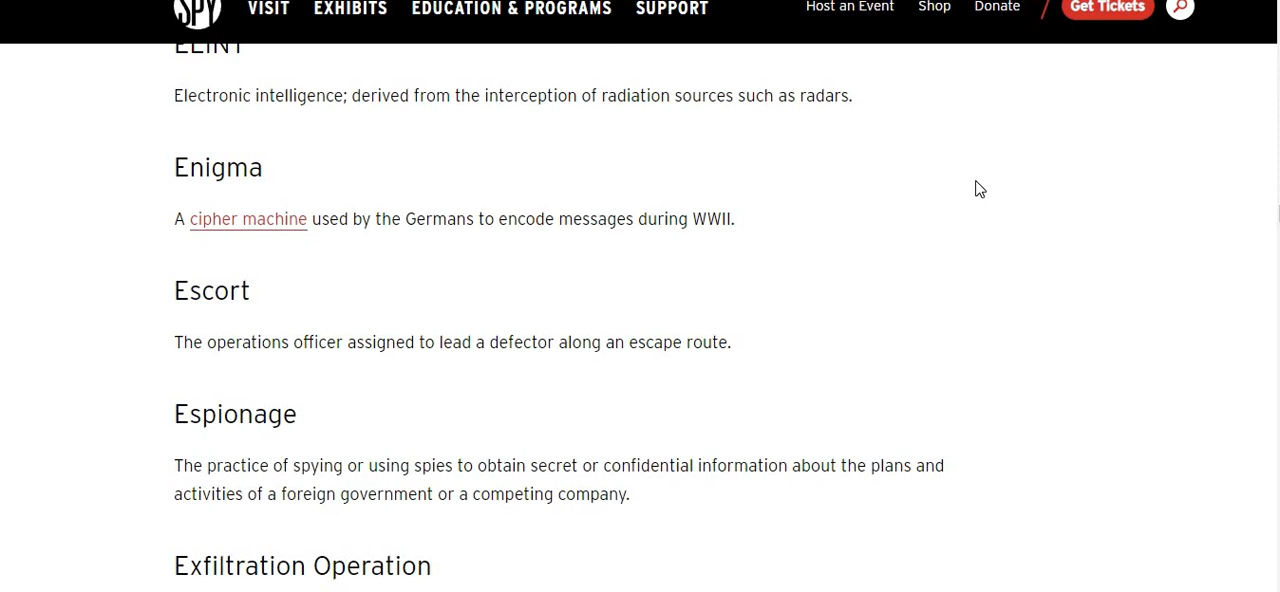 SPY
VISIT EXHIBITS EDUCATION & PROGRAMS SUPPORT Host an Event Shop Donate / Get Tickets
ELINT
Electronic intelligence; derived from the interception of radiation sources such as radars.
Enigma
A cipher machine used by the Germans to encode messages during WWII.
Escort
The operations officer assigned to lead a defector along an escape route.
Espionage
The practice of spying or using spies to obtain secret or confidential information about the plans and
activities of a foreign government or a competing company.
Exfiltration Operation